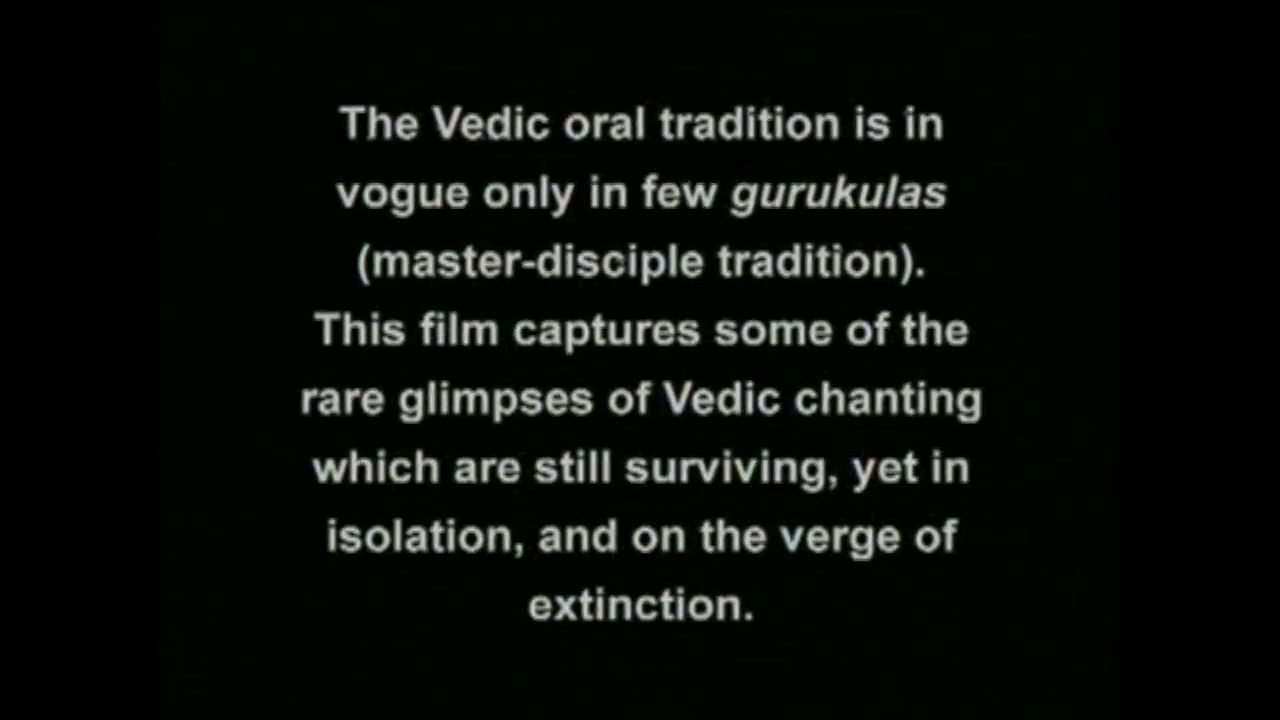 The Vedic oral tradition is in
vogue only in few gurukulas
(master-disciple tradition).
This film captures some of the
rare glimpses of Vedic chanting
which are still surviving, yet in
isolation, and on the verge of
extinction.